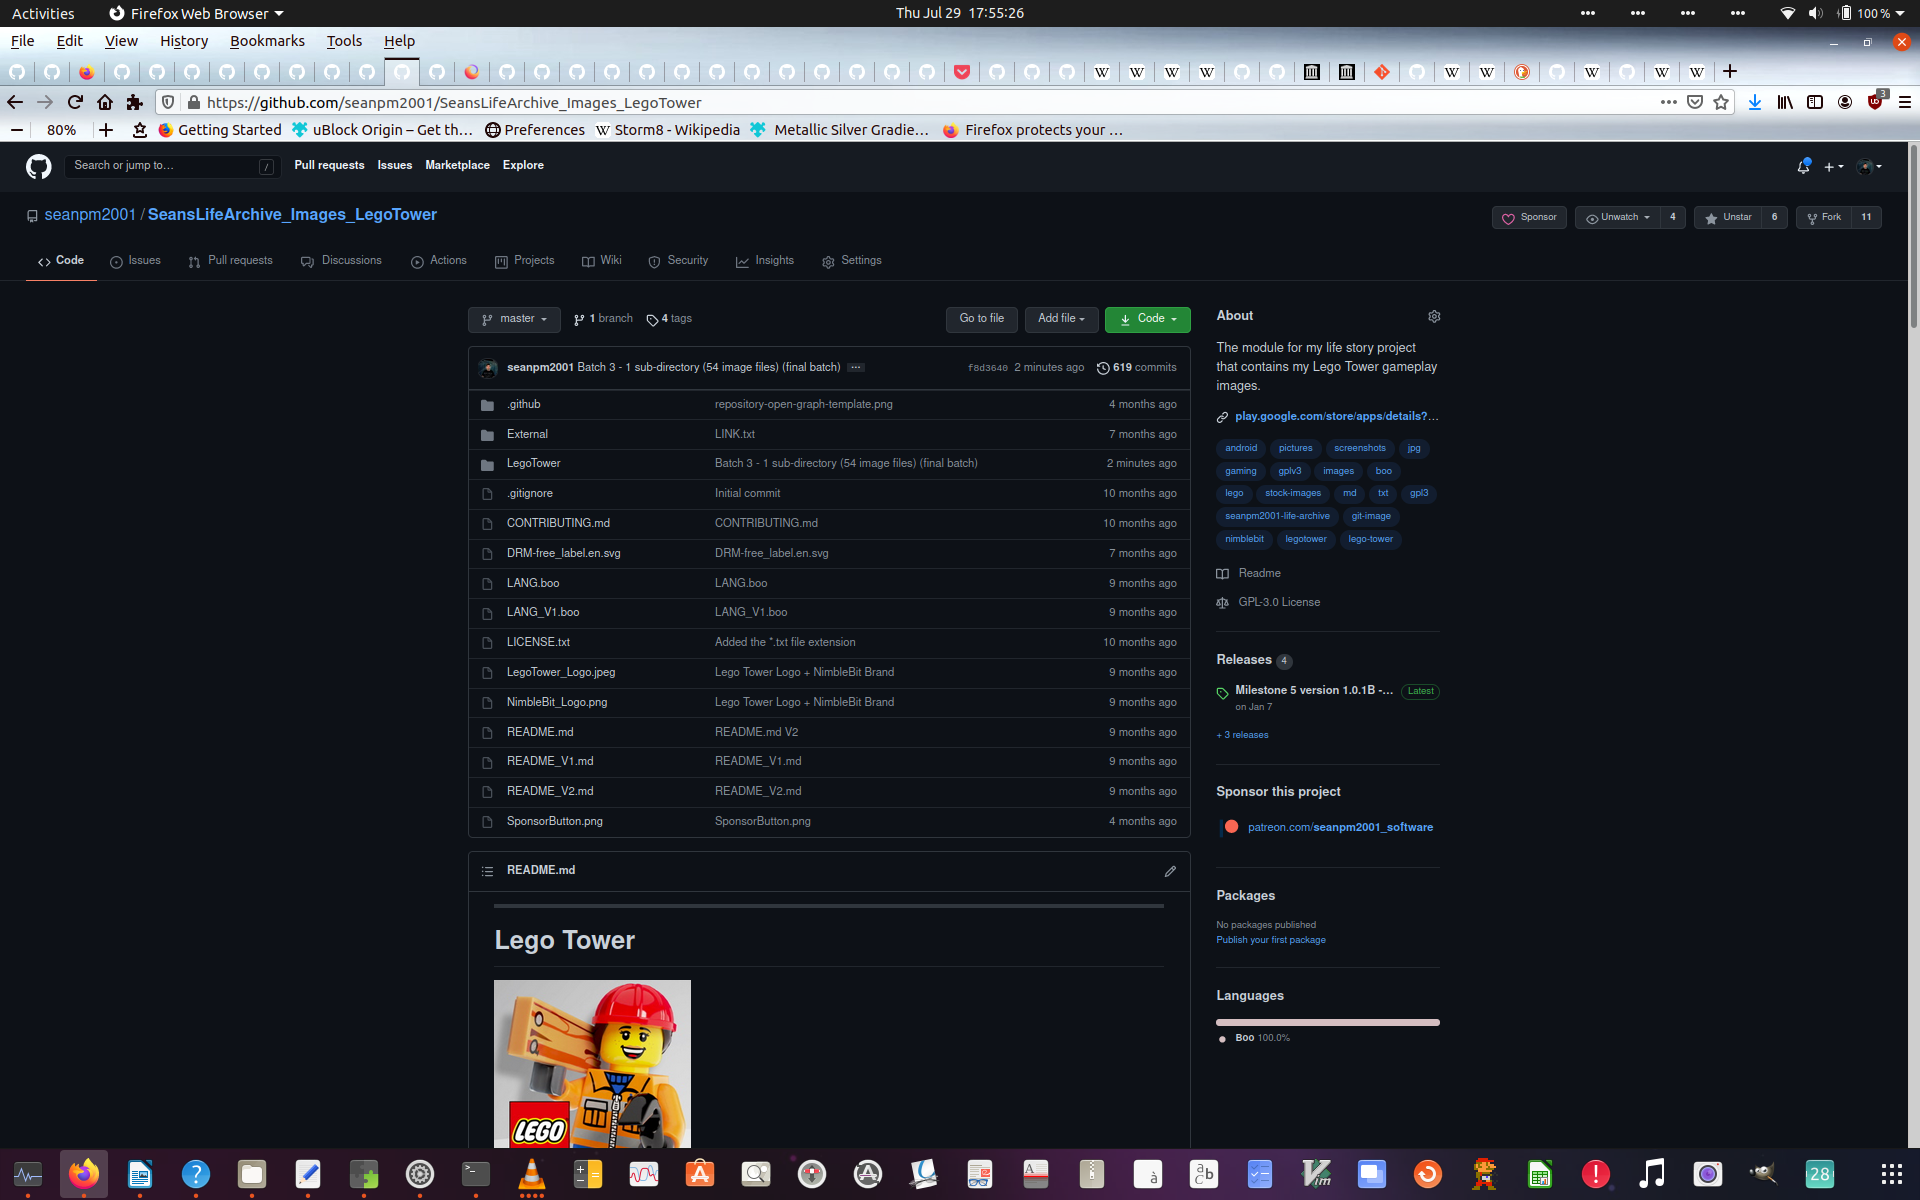 Activities Firefox Web Browser Thu Jul 29 17:55:26 100 %
File Edit View History Bookmarks Tools Help
https://github.com/seanpm2001/SeansLifeArchive_Images_LegoTower 3
80% Getting Started uBlock Origin – Get th… Preferences Storm8 - Wikipedia Metallic Silver Gradie… Firefox protects your …
Search or jump to… / Pull requests Issues Marketplace Explore
seanpm2001 / SeansLifeArchive_Images_LegoTower Sponsor Unwatch 4 Unstar 6 Fork 11
Code Issues Pull requests Discussions Actions Projects Wiki Security Insights Settings
master 1 branch 4 tags Go to file Add file Code
seanpm2001 Batch 3 - 1 sub-directory (54 image files) (final batch) … f8d3640 2 minutes ago 619 commits
.github repository-open-graph-template.png 4 months ago
External LINK.txt 7 months ago
LegoTower Batch 3 - 1 sub-directory (54 image files) (final batch) 2 minutes ago
.gitignore Initial commit 10 months ago
CONTRIBUTING.md CONTRIBUTING.md 10 months ago
DRM-free_label.en.svg DRM-free_label.en.svg 7 months ago
LANG.boo LANG.boo 9 months ago
LANG_V1.boo LANG_V1.boo 9 months ago
LICENSE.txt Added the *.txt file extension 10 months ago
LegoTower_Logo.jpeg Lego Tower Logo + NimbleBit Brand 9 months ago
NimbleBit_Logo.png Lego Tower Logo + NimbleBit Brand 9 months ago
README.md README.md V2 9 months ago
README_V1.md README_V1.md 9 months ago
README_V2.md README_V2.md 9 months ago
SponsorButton.png SponsorButton.png 4 months ago
README.md
Lego Tower
LEGO
About
The module for my life story project
that contains my Lego Tower gameplay
images.
play.google.com/store/apps/details?…
android pictures screenshots jpg
gaming gplv3 images boo
lego stock-images md txt gpl3
seanpm2001-life-archive git-image
nimblebit legotower lego-tower
Readme
GPL-3.0 License
Releases 4
Milestone 5 version 1.0.1B -… Latest
on Jan 7
+ 3 releases
Sponsor this project
patreon.com/seanpm2001_software
Packages
No packages published
Publish your first package
Languages
Boo 100.0%
28